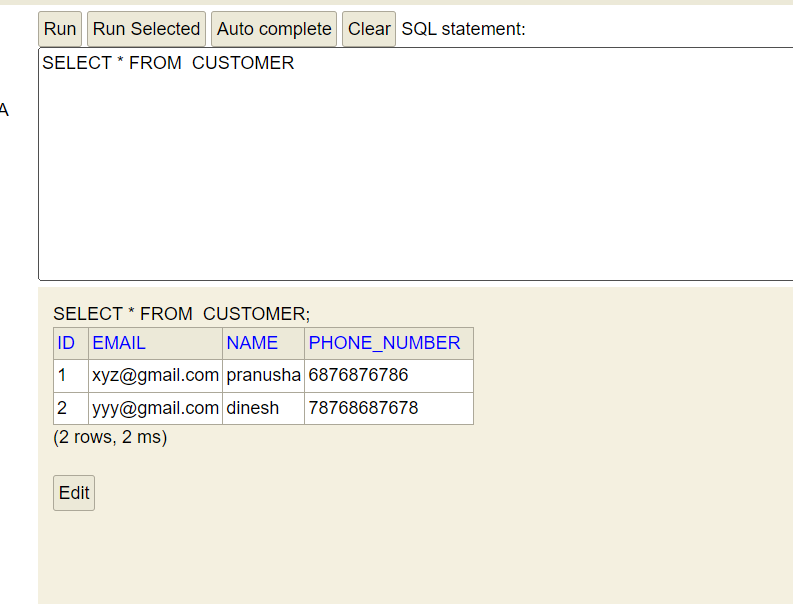 Run Run Selected Auto complete Clear SQL statement:
SELECT * FROM  CUSTOMER
A
SELECT * FROM  CUSTOMER;
ID EMAIL NAME PHONE_NUMBER
1 xyz@gmail.com pranusha 6876876786
2 yyy@gmail.com dinesh 78768687678
(2 rows, 2 ms)
Edit